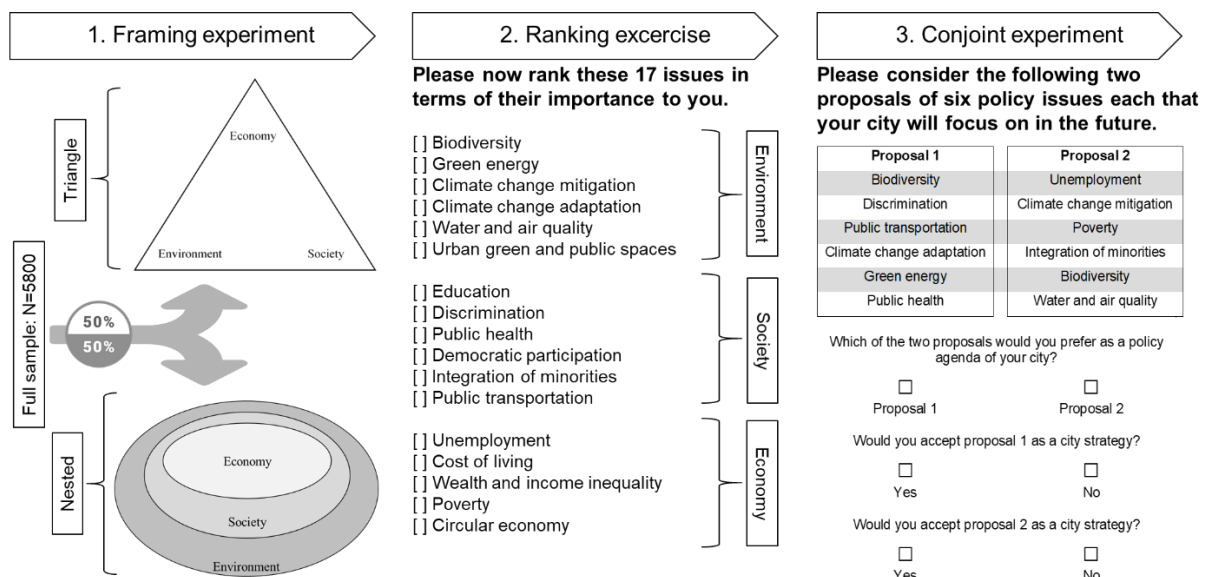 1. Framing experiment
Triangle
Economy
Environment
Society
Full sample: N=5800
50%
50%
Nested
Economy
Society
Environment
2. Ranking excercise
Please now rank these 17 issues in
terms of their importance to you.
[ ] Biodiversity
[ ] Green energy
[ ] Climate change mitigation
[ ] Climate change adaptation
[ ] Water and air quality
[ ] Urban green and public spaces
Environment
[ ] Education
[ ] Discrimination
[ ] Public health
[ ] Democratic participation
[ ] Integration of minorities
[ ] Public transportation
Society
[ ] Unemployment
[ ] Cost of living
[ ] Wealth and income inequality
[ ] Poverty
[ ] Circular economy
Economy
3. Conjoint experiment
Please consider the following two
proposals of six policy issues each that
your city will focus on in the future.
Proposal 1 Proposal 2
Biodiversity Unemployment
Discrimination Climate change mitigation
Public transportation Poverty
Climate change adaptation Integration of minorities
Green energy Biodiversity
Public health Water and air quality
Which of the two proposals would you prefer as a policy
agenda of your city?
Proposal 1 Proposal 2
Would you accept proposal 1 as a city strategy?
Yes No
Would you accept proposal 2 as a city strategy?
Yes No